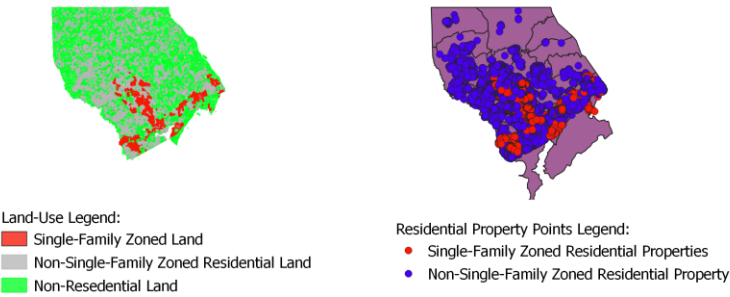 Land-Use Legend:
Single-Family Zoned Land
Non-Single-Family Zoned Residential Land
Non-Resedential Land
Residential Property Points Legend:
Single-Family Zoned Residential Properties
Non-Single-Family Zoned Residential Property